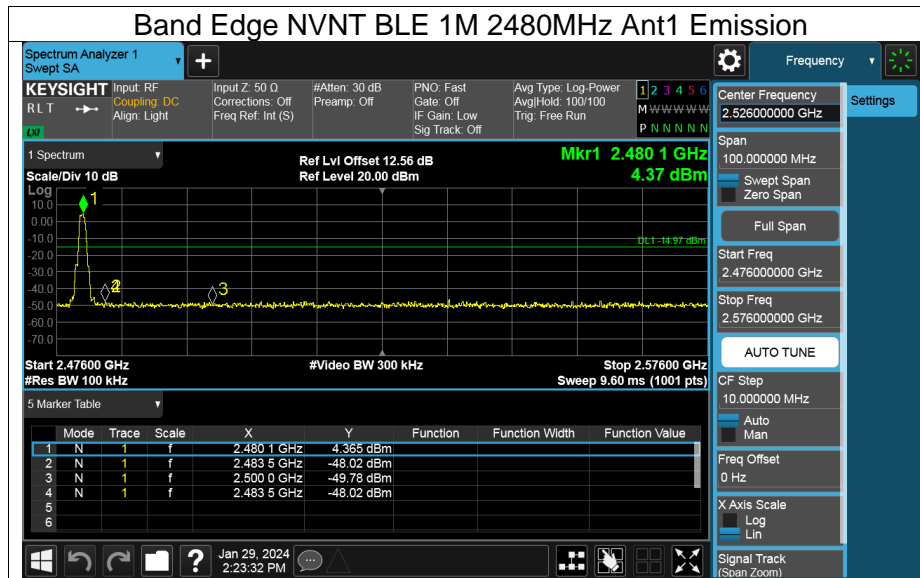 Band Edge NVNT BLE 1M 2480MHz Ant1 Emission
Spectrum Analyzer 1
Swept SA
+
Frequency
KEYSIGHT
R L T
LXI
Input: RF
Coupling: DC
Align: Light
Input Z: 50 Ω
Corrections: Off
Freq Ref: Int (S)
#Atten: 30 dB
Preamp: Off
PNO: Fast
Gate: Off
IF Gain: Low
Sig Track: Off
Avg Type: Log-Power
Avg|Hold: 100/100
Trig: Free Run
1 2 3 4 5 6
M W W W W W
P N N N N N
Center Frequency
2.526000000 GHz
Settings
1 Spectrum
Ref Lvl Offset 12.56 dB
Mkr1 2.480 1 GHz
Scale/Div 10 dB
Ref Level 20.00 dBm
4.37 dBm
Span
100.000000 MHz
Swept Span
Zero Span
Full Span
Start Freq
2.476000000 GHz
Stop Freq
2.576000000 GHz
AUTO TUNE
CF Step
10.000000 MHz
Auto
Man
Freq Offset
0 Hz
X Axis Scale
Log
Lin
Signal Track
(Span Zoom)
Log
10.0
0.00
-10.0
-20.0
-30.0
-40.0
-50.0
-60.0
-70.0
1
DL1 -14.97 dBm
2
3
Start 2.47600 GHz
#Video BW 300 kHz
Stop 2.57600 GHz
#Res BW 100 kHz
Sweep 9.60 ms (1001 pts)
5 Marker Table
Mode Trace Scale X Y Function Function Width Function Value
1 N 1 f 2.480 1 GHz 4.365 dBm
2 N 1 f 2.483 5 GHz -48.02 dBm
3 N 1 f 2.500 0 GHz -49.78 dBm
4 N 1 f 2.483 5 GHz -48.02 dBm
5
6
?
Jan 29, 2024
2:23:32 PM